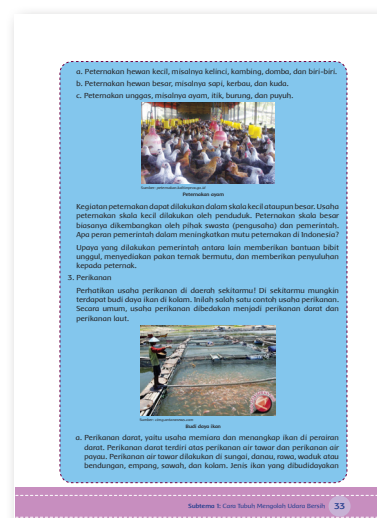 a. Peternakan hewan kecil, misalnya kelinci, kambing, domba, dan biri-biri.
b. Peternakan hewan besar, misalnya sapi, kerbau, dan kuda.
c. Peternakan unggas, misalnya ayam, itik, burung, dan puyuh.
Peternakan ayam
Kegiatan peternakan dapat dilakukan dalam skala kecil ataupun besar. Usaha
peternakan skala kecil dilakukan oleh penduduk. Peternakan skala besar
biasanya dikembangkan oleh pihak swasta (pengusaha) dan pemerintah.
Apa peran pemerintah dalam meningkatkan mutu peternakan di Indonesia?
Upaya yang dilakukan pemerintah antara lain memberikan bantuan bibit
unggul, menyediakan pakan ternak bermutu, dan memberikan penyuluhan
kepada peternak.
3. Perikanan
Perhatikan usaha perikanan di daerah sekitarmu! Di sekitarmu mungkin
terdapat budi daya ikan di kolam. Inilah salah satu contoh usaha perikanan.
Secara umum, usaha perikanan dibedakan menjadi perikanan darat dan
perikanan laut.
Budi daya ikan
a. Perikanan darat, yaitu usaha memiara dan menangkap ikan di perairan
darat. Perikanan darat terdiri atas perikanan air tawar dan perikanan air
payau. Perikanan air tawar dilakukan di sungai, danau, rawa, waduk atau
bendungan, empang, sawah, dan kolam. Jenis ikan yang dibudidayakan
Subtema 1: Cara Tubuh Mengolah Udara Bersih 33